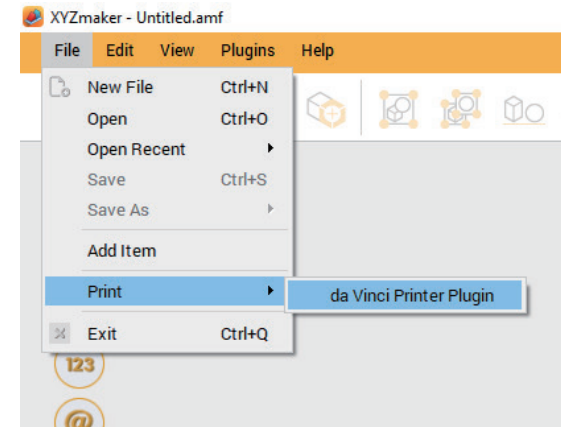 XYZmaker - Untitled.amf
File Edit View Plugins Help
New File Ctrl+N
Open Ctrl+O
Open Recent
Save Ctrl+S
Save As
Add Item
Print
da Vinci Printer Plugin
Exit Ctrl+Q
123
@